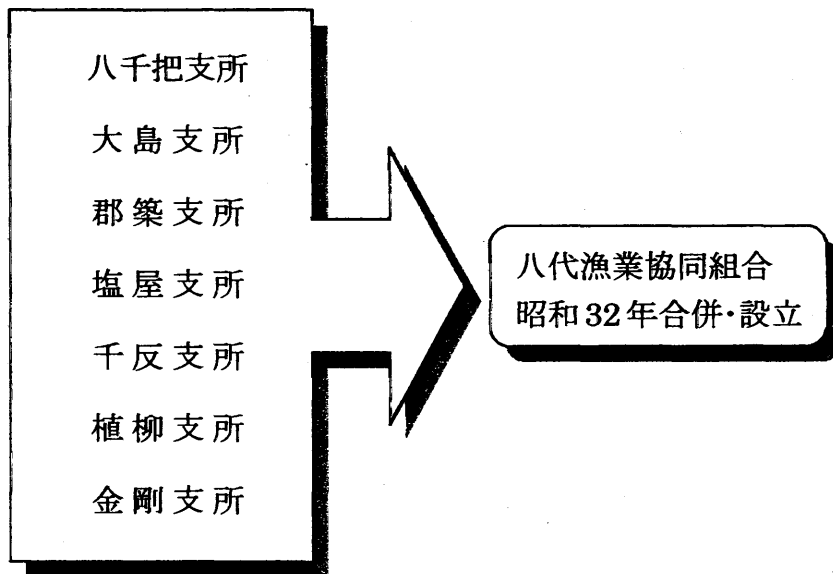 八千把支所
大島支所
郡築支所
塩屋支所
千反支所
植柳支所
金剛支所
八代漁業協同組合
昭和32年合併・設立